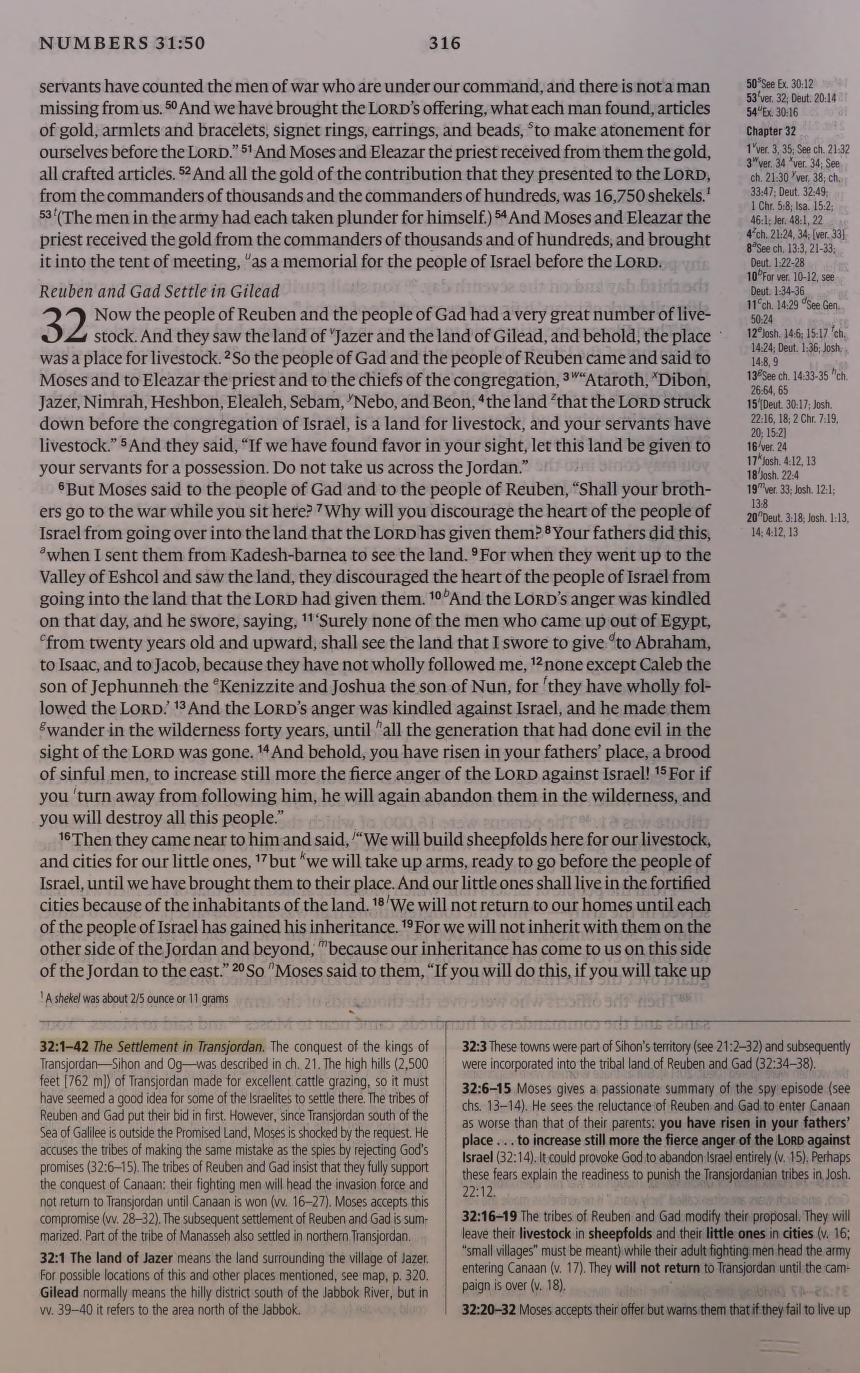 NUMBERS 31:50
316
servants have counted the men of war who are under our command, and there is not a man
missing from us. ⁵⁰ And we have brought the LORD's offering, what each man found, articles
of gold, armlets and bracelets, signet rings, earrings, and beads, ˢto make atonement for
ourselves before the LORD.” ⁵¹ And Moses and Eleazar the priest received from them the gold,
all crafted articles. ⁵² And all the gold of the contribution that they presented to the LORD,
from the commanders of thousands and the commanders of hundreds, was 16,750 shekels.¹
⁵³ ᵗ(The men in the army had each taken plunder for himself.) ⁵⁴ And Moses and Eleazar the
priest received the gold from the commanders of thousands and of hundreds, and brought
it into the tent of meeting, ᵘas a memorial for the people of Israel before the LORD.
Reuben and Gad Settle in Gilead
32 Now the people of Reuben and the people of Gad had a very great number of live-
stock. And they saw the land of ᵛJazer and the land of Gilead, and behold, the place
was a place for livestock. ² So the people of Gad and the people of Reuben came and said to
Moses and to Eleazar the priest and to the chiefs of the congregation, ³ ʷ“Ataroth, ˣDibon,
Jazer, Nimrah, Heshbon, Elealeh, Sebam, ʸNebo, and Beon, ⁴ the land ᶻthat the LORD struck
down before the congregation of Israel, is a land for livestock, and your servants have
livestock.” ⁵ And they said, “If we have found favor in your sight, let this land be given to
your servants for a possession. Do not take us across the Jordan.”
⁶ But Moses said to the people of Gad and to the people of Reuben, “Shall your broth-
ers go to the war while you sit here? ⁷ Why will you discourage the heart of the people of
Israel from going over into the land that the LORD has given them? ⁸ Your fathers did this,
ᵃwhen I sent them from Kadesh-barnea to see the land. ⁹ For when they went up to the
Valley of Eshcol and saw the land, they discouraged the heart of the people of Israel from
going into the land that the LORD had given them. ¹⁰ ᵇAnd the LORD's anger was kindled
on that day, and he swore, saying, ¹¹ ‘Surely none of the men who came up out of Egypt,
ᶜfrom twenty years old and upward, shall see the land that I swore to give ᵈto Abraham,
to Isaac, and to Jacob, because they have not wholly followed me, ¹² none except Caleb the
son of Jephunneh the ᵉKenizzite and Joshua the son of Nun, for ᶠthey have wholly fol-
lowed the LORD.’ ¹³ And the LORD's anger was kindled against Israel, and he made them
ᵍwander in the wilderness forty years, until ʰall the generation that had done evil in the
sight of the LORD was gone. ¹⁴ And behold, you have risen in your fathers' place, a brood
of sinful men, to increase still more the fierce anger of the LORD against Israel! ¹⁵ For if
you ⁱturn away from following him, he will again abandon them in the wilderness, and
you will destroy all this people.”
¹⁶ Then they came near to him and said, ʲ“We will build sheepfolds here for our livestock,
and cities for our little ones, ¹⁷ but ᵏwe will take up arms, ready to go before the people of
Israel, until we have brought them to their place. And our little ones shall live in the fortified
cities because of the inhabitants of the land. ¹⁸ ˡWe will not return to our homes until each
of the people of Israel has gained his inheritance. ¹⁹ For we will not inherit with them on the
other side of the Jordan and beyond, ᵐbecause our inheritance has come to us on this side
of the Jordan to the east.” ²⁰ So ⁿMoses said to them, “If you will do this, if you will take up
¹ A shekel was about 2/5 ounce or 11 grams
50 ˢSee Ex. 30:12
53 ᵗver. 32; Deut. 20:14
54 ᵘEx. 30:16
Chapter 32
1 ᵛver. 3, 35; See ch. 21:32
3 ʷver. 34 ˣver. 34; See
ch. 21:30 ʸver. 38; ch.
33:47; Deut. 32:49;
1 Chr. 5:8; Isa. 15:2;
46:1; Jer. 48:1, 22
4 ᶻch. 21:24, 34; [ver. 33]
8 ᵃSee ch. 13:3, 21-33;
Deut. 1:22-28
10 ᵇFor ver. 10-12, see
Deut. 1:34-36
11 ᶜch. 14:29 ᵈSee Gen.
50:24
12 ᵉJosh. 14:6; 15:17 ᶠch.
14:24; Deut. 1:36; Josh.
14:8, 9
13 ᵍSee ch. 14:33-35 ʰch.
26:64, 65
15 ⁱ[Deut. 30:17; Josh.
22:16, 18; 2 Chr. 7:19,
20; 15:2]
16 ʲver. 24
17 ᵏJosh. 4:12, 13
18 ˡJosh. 22:4
19 ᵐver. 33; Josh. 12:1;
13:8
20 ⁿDeut. 3:18; Josh. 1:13,
14; 4:12, 13
32:1–42 The Settlement in Transjordan. The conquest of the kings of
Transjordan—Sihon and Og—was described in ch. 21. The high hills (2,500
feet [762 m]) of Transjordan made for excellent cattle grazing, so it must
have seemed a good idea for some of the Israelites to settle there. The tribes of
Reuben and Gad put their bid in first. However, since Transjordan south of the
Sea of Galilee is outside the Promised Land, Moses is shocked by the request. He
accuses the tribes of making the same mistake as the spies by rejecting God's
promises (32:6–15). The tribes of Reuben and Gad insist that they fully support
the conquest of Canaan: their fighting men will head the invasion force and
not return to Transjordan until Canaan is won (vv. 16–27). Moses accepts this
compromise (vv. 28–32). The subsequent settlement of Reuben and Gad is sum-
marized. Part of the tribe of Manasseh also settled in northern Transjordan.
32:1 The land of Jazer means the land surrounding the village of Jazer.
For possible locations of this and other places mentioned, see map, p. 320.
Gilead normally means the hilly district south of the Jabbok River, but in
vv. 39–40 it refers to the area north of the Jabbok.
32:3 These towns were part of Sihon's territory (see 21:2–32) and subsequently
were incorporated into the tribal land of Reuben and Gad (32:34–38).
32:6–15 Moses gives a passionate summary of the spy episode (see
chs. 13–14). He sees the reluctance of Reuben and Gad to enter Canaan
as worse than that of their parents: you have risen in your fathers'
place . . . to increase still more the fierce anger of the LORD against
Israel (32:14). It could provoke God to abandon Israel entirely (v. 15). Perhaps
these fears explain the readiness to punish the Transjordanian tribes in Josh.
22:12.
32:16–19 The tribes of Reuben and Gad modify their proposal. They will
leave their livestock in sheepfolds and their little ones in cities (v. 16;
“small villages” must be meant) while their adult fighting men head the army
entering Canaan (v. 17). They will not return to Transjordan until the cam-
paign is over (v. 18).
32:20–32 Moses accepts their offer but warns them that if they fail to live up